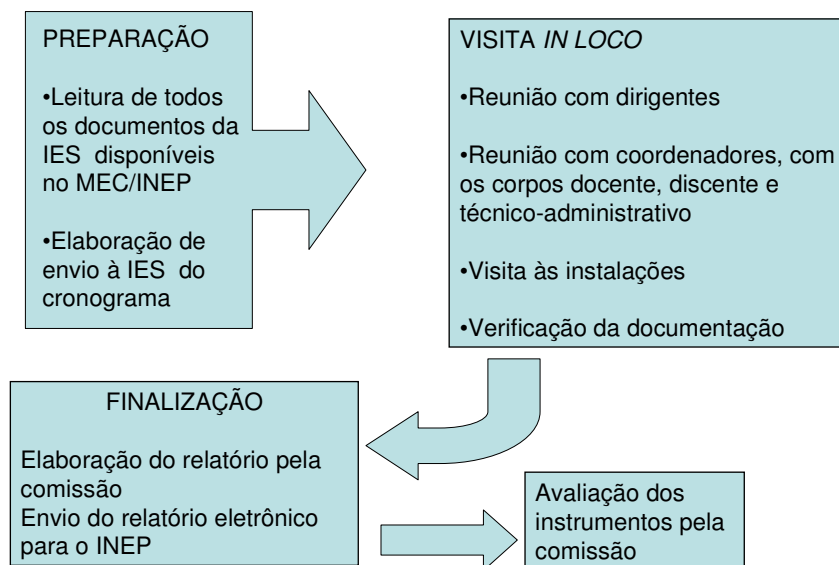 PREPARAÇÃO
•Leitura de todos
os documentos da
IES disponíveis
no MEC/INEP
•Elaboração de
envio à IES do
cronograma
VISITA IN LOCO
•Reunião com dirigentes
•Reunião com coordenadores, com
os corpos docente, discente e
técnico-administrativo
•Visita às instalações
•Verificação da documentação
FINALIZAÇÃO
Elaboração do relatório pela
comissão
Envio do relatório eletrônico
para o INEP
Avaliação dos
instrumentos pela
comissão